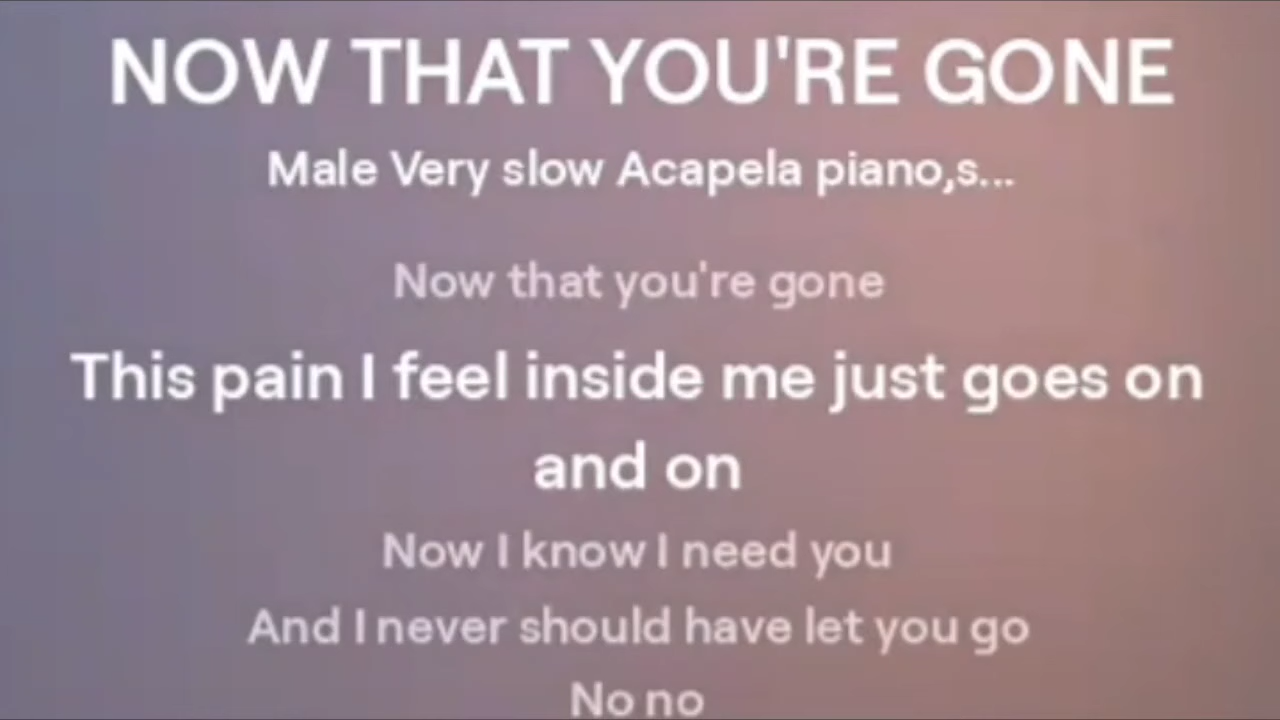 NOW THAT YOU'RE GONE
Male Very slow Acapela piano,s...
Now that you're gone
This pain I feel inside me just goes on
and on
Now I know I need you
And I never should have let you go
No no